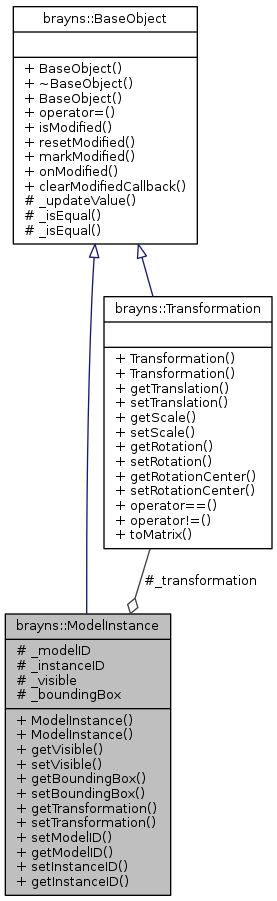 brayns::BaseObject
+ BaseObject()
+ ~BaseObject()
+ BaseObject()
+ operator=()
+ isModified()
+ resetModified()
+ markModified()
+ onModified()
+ clearModifiedCallback()
# _updateValue()
# _isEqual()
# _isEqual()
brayns::Transformation
+ Transformation()
+ Transformation()
+ getTranslation()
+ setTranslation()
+ getScale()
+ setScale()
+ getRotation()
+ setRotation()
+ getRotationCenter()
+ setRotationCenter()
+ operator==()
+ operator!=()
+ toMatrix()
#_transformation
brayns::ModelInstance
# _modelID
# _instanceID
# _visible
# _boundingBox
+ ModelInstance()
+ ModelInstance()
+ getVisible()
+ setVisible()
+ getBoundingBox()
+ setBoundingBox()
+ getTransformation()
+ setTransformation()
+ setModelID()
+ getModelID()
+ setInstanceID()
+ getInstanceID()